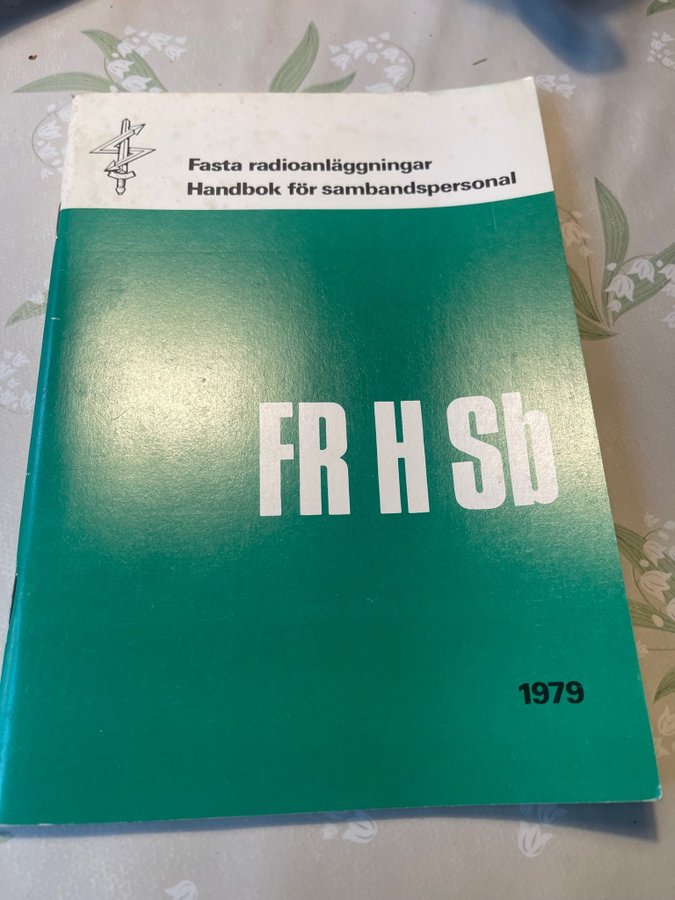 Fasta radioanläggningar
Handbok för sambandspersonal
FR H Sb
1979